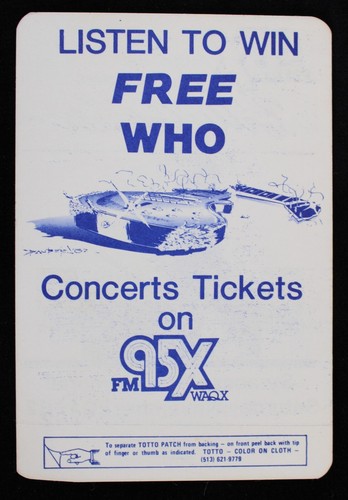 LISTEN TO WIN
FREE
WHO
Concerts Tickets
on
FM 95X
WAQX
To separate TOTTO PATCH from backing — on front peel back with tip
of finger or thumb as indicated. TOTTO — COLOR ON CLOTH —
(512) 621-9779